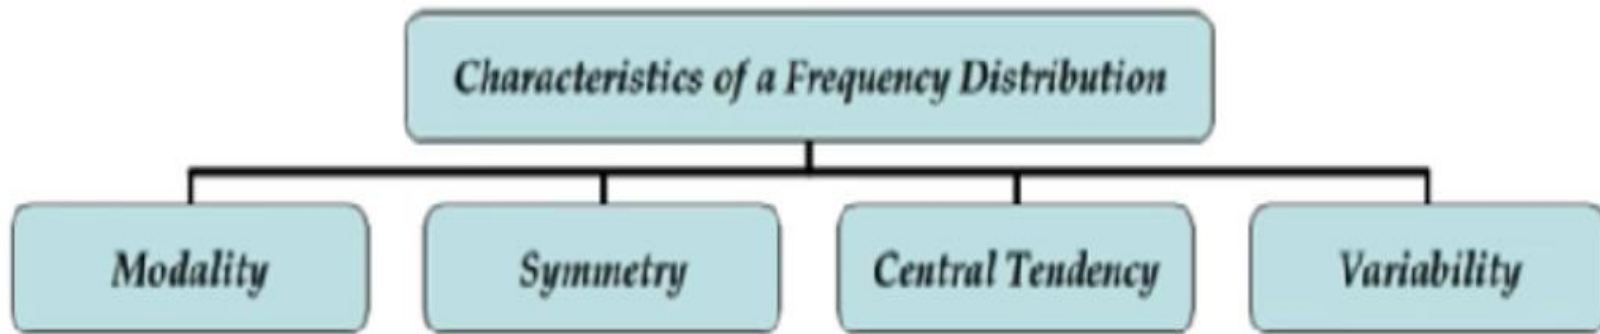 Characteristics of a Frequency Distribution
Modality
Symmetry
Central Tendency
Variability